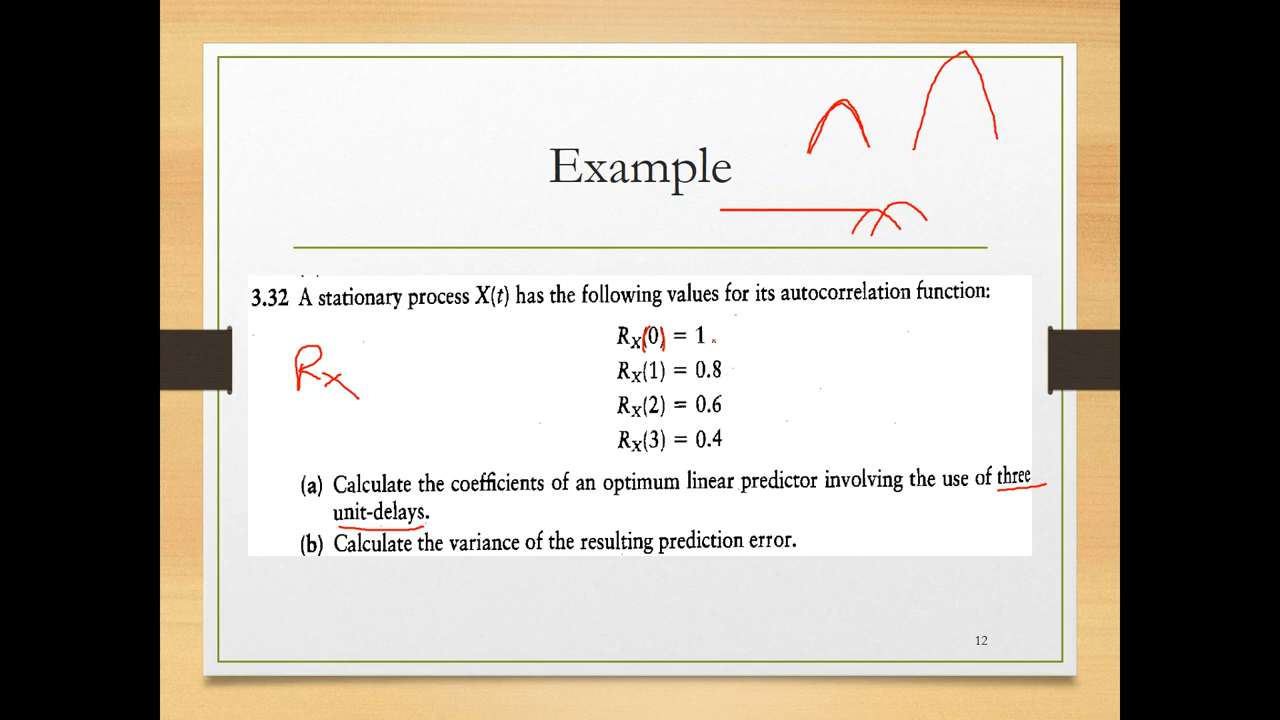 Example
3.32 A stationary process X(t) has the following values for its autocorrelation function:
RX(0) = 1
RX(1) = 0.8
Rx
RX(2) = 0.6
RX(3) = 0.4
(a) Calculate the coefficients of an optimum linear predictor involving the use of three
unit-delays.
(b) Calculate the variance of the resulting prediction error.
12